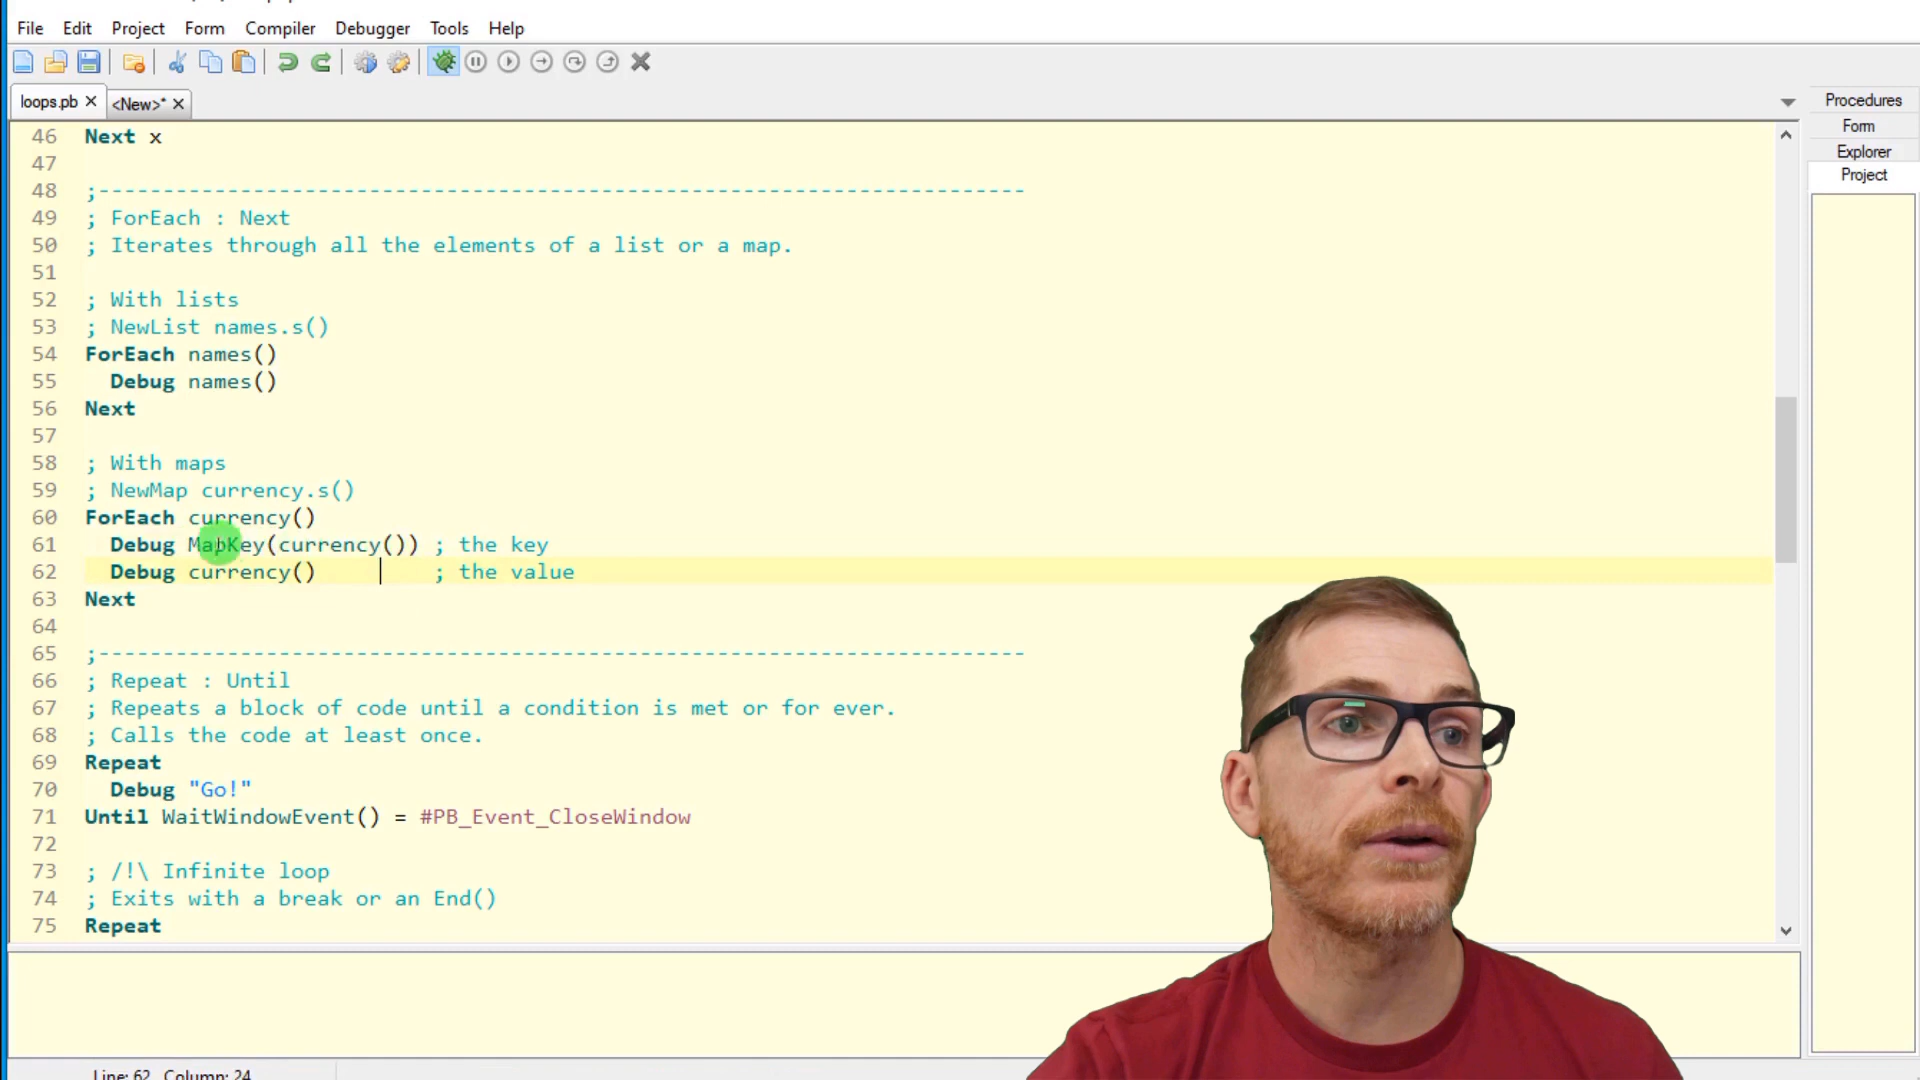 File Edit Project Form Compiler Debugger Tools Help
loops.pb <New>*
Procedures
Form
Explorer
Project
46 Next x
47
48 ;------------------------------------------------------------------------
49 ; ForEach : Next
50 ; Iterates through all the elements of a list or a map.
51
52 ; With lists
53 ; NewList names.s()
54 ForEach names()
55 Debug names()
56 Next
57
58 ; With maps
59 ; NewMap currency.s()
60 ForEach currency()
61 Debug MapKey(currency()) ; the key
62 Debug currency() ; the value
63 Next
64
65 ;------------------------------------------------------------------------
66 ; Repeat : Until
67 ; Repeats a block of code until a condition is met or for ever.
68 ; Calls the code at least once.
69 Repeat
70 Debug "Go!"
71 Until WaitWindowEvent() = #PB_Event_CloseWindow
72
73 ; /!\ Infinite loop
74 ; Exits with a break or an End()
75 Repeat
Line: 62 Column: 24